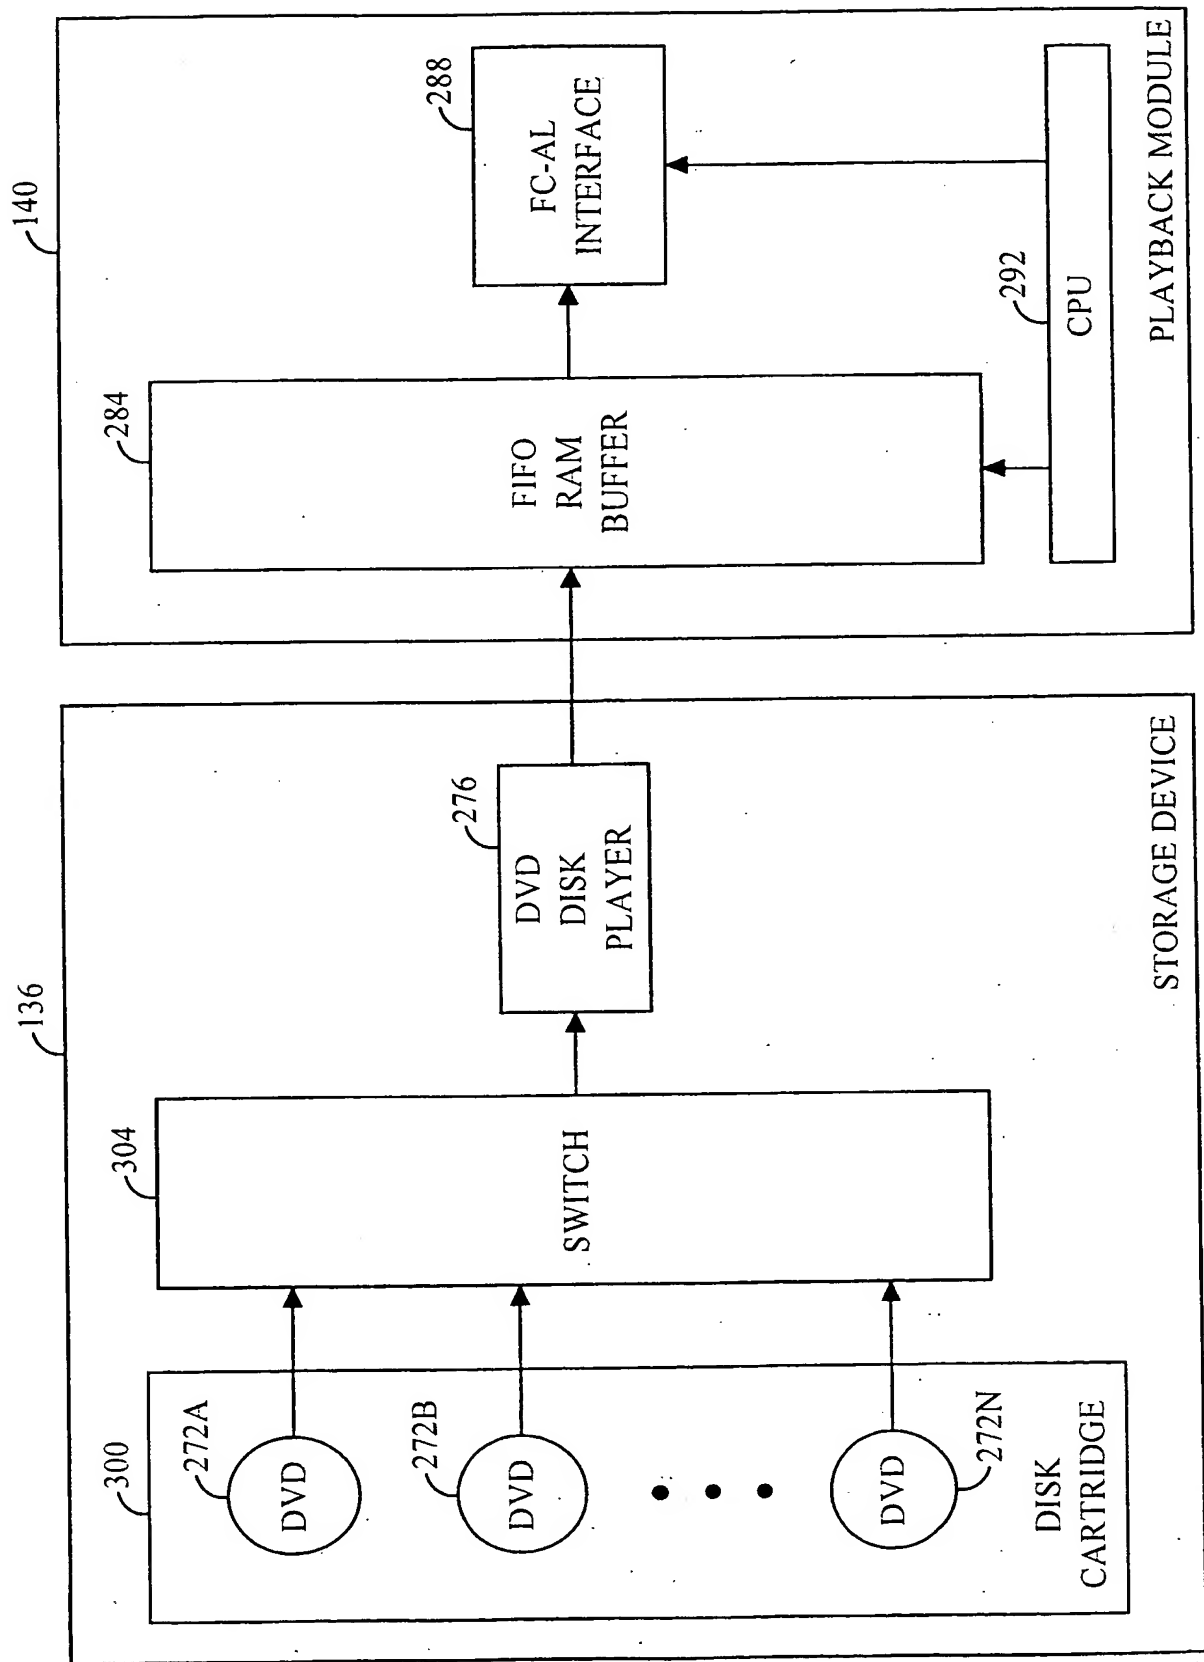 136
300
272A
DVD
272B
DVD
272N
DVD
DISK
CARTRIDGE
304
SWITCH
276
DVD
DISK
PLAYER
STORAGE DEVICE
140
284
FIFO
RAM
BUFFER
288
FC-AL
INTERFACE
292
CPU
PLAYBACK MODULE